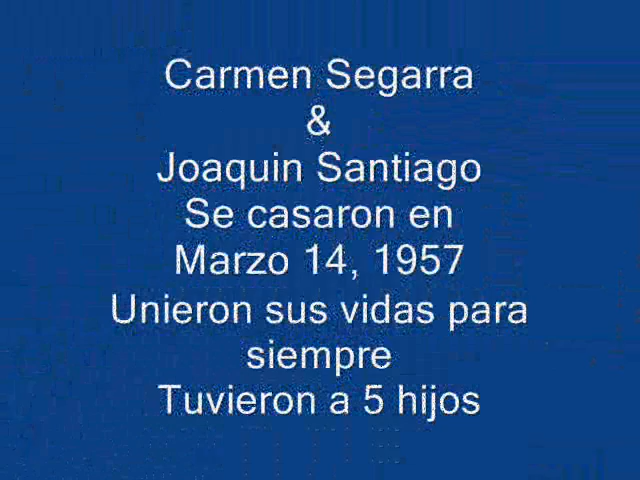 Carmen Segarra
&
Joaquin Santiago
Se casaron en
Marzo 14, 1957
Unieron sus vidas para
siempre
Tuvieron a 5 hijos